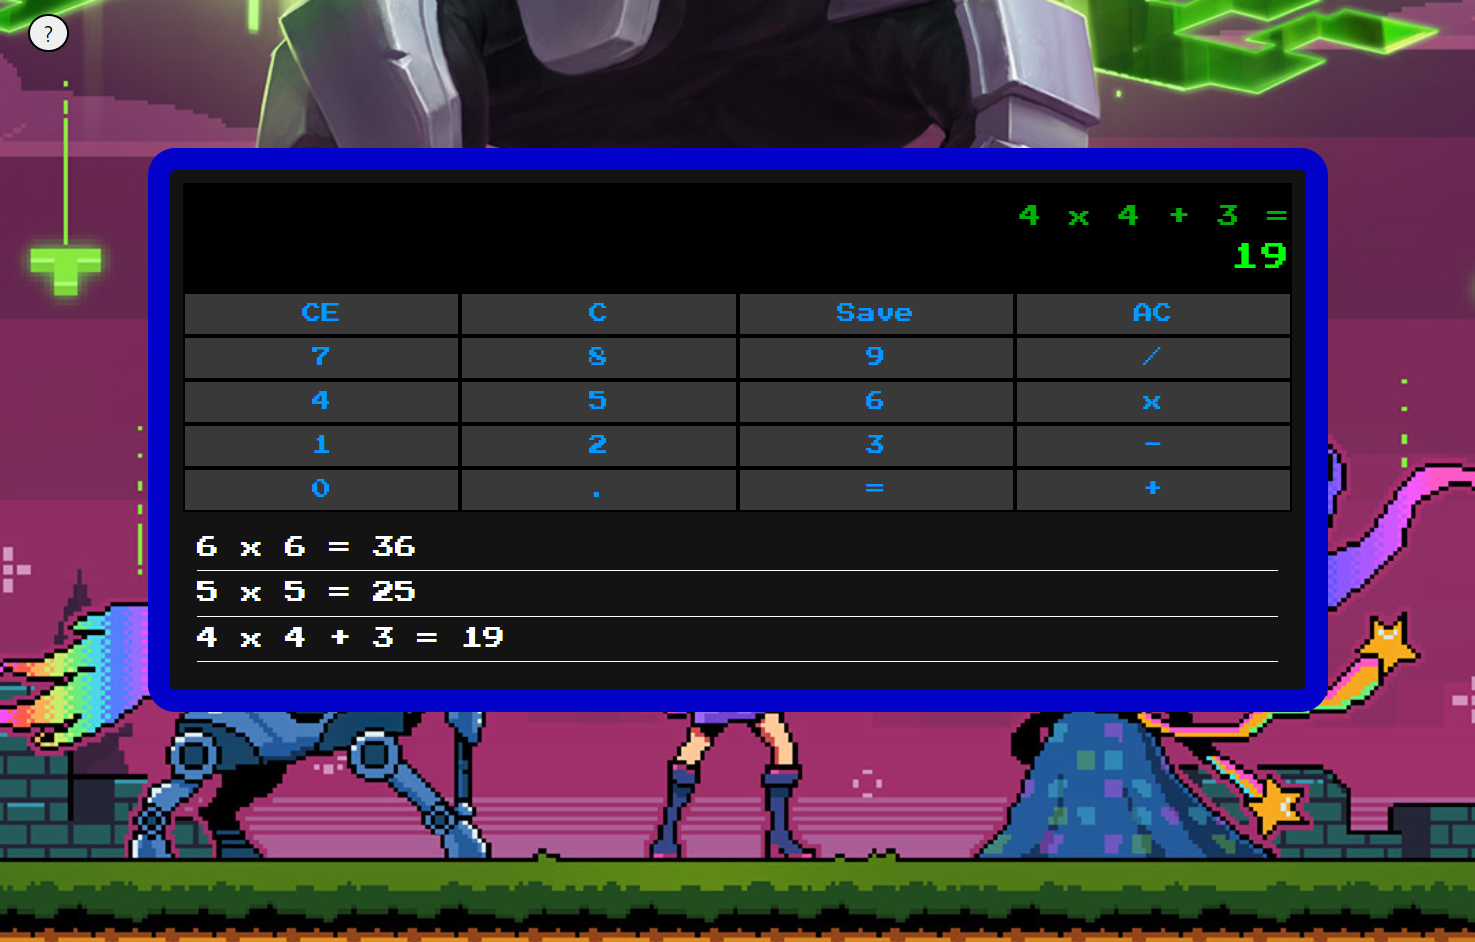 ?
4 x 4 + 3 =
19
CE C Save AC
7 8 9 /
4 5 6 x
1 2 3 -
0 . = +
6 x 6 = 36
5 x 5 = 25
4 x 4 + 3 = 19